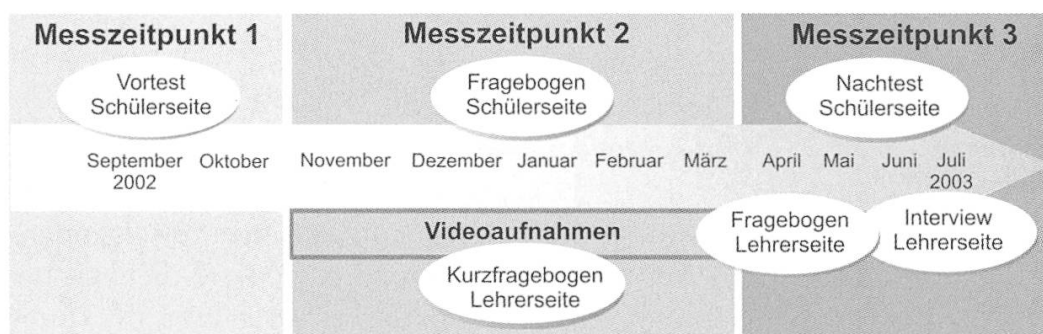 Messzeitpunkt 1
Messzeitpunkt 2
Messzeitpunkt 3
Vortest
Schülerseite
Fragebogen
Schülerseite
Nachtest
Schülerseite
September
2002
Oktober
November
Dezember
Januar
Februar
März
April
Mai
Juni
Juli
2003
Videoaufnahmen
Kurzfragebogen
Lehrerseite
Fragebogen
Lehrerseite
Interview
Lehrerseite